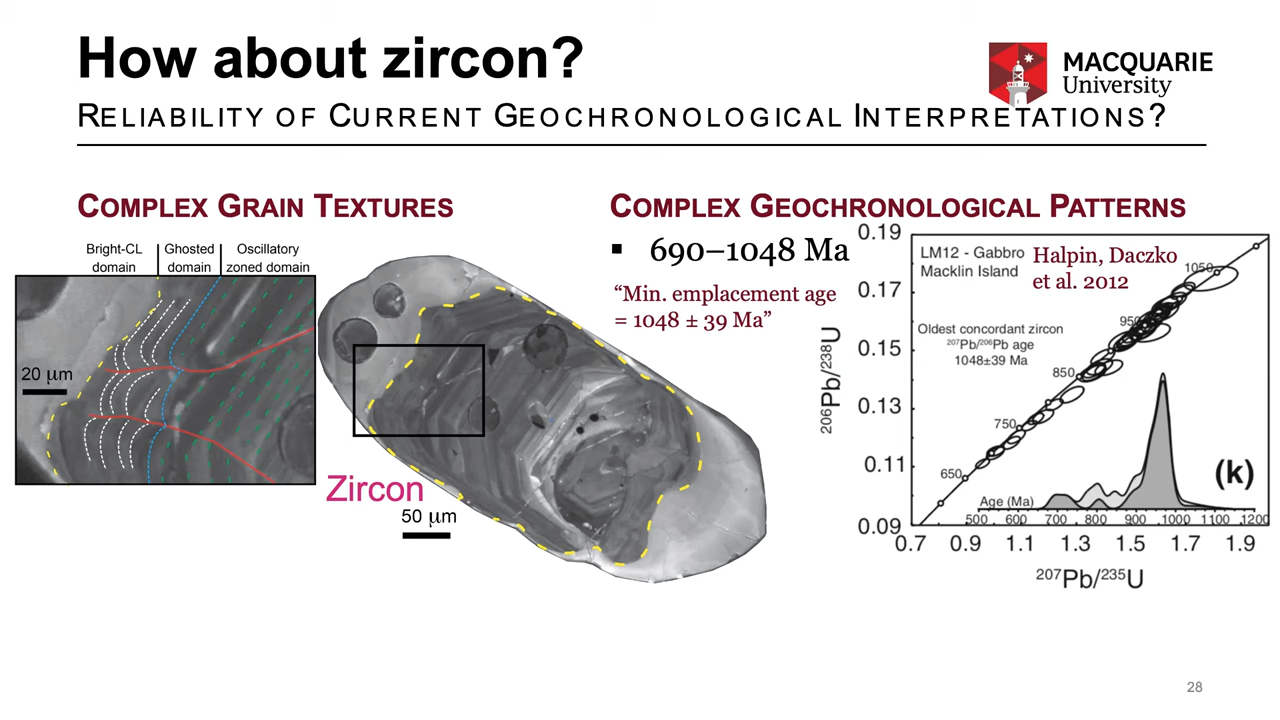 How about zircon?
MACQUARIE
University
RELIABILITY OF CURRENT GEOCHRONOLOGICAL INTERPRETATIONS?
COMPLEX GRAIN TEXTURES
Bright-CL
domain
Ghosted
domain
Oscillatory
zoned domain
20 μm
Zircon
50 μm
COMPLEX GEOCHRONOLOGICAL PATTERNS
▪ 690–1048 Ma
“Min. emplacement age
= 1048 ± 39 Ma”
LM12 - Gabbro
Macklin Island
Halpin, Daczko
et al. 2012
Oldest concordant zircon
207Pb/206Pb age
1048±39 Ma
1050
950
850
750
650
(k)
Age (Ma)
500 600 700 800 900 1000 1100 1200
206Pb/238U
0.19
0.17
0.15
0.13
0.11
0.09
0.7 0.9 1.1 1.3 1.5 1.7 1.9
207Pb/235U
28